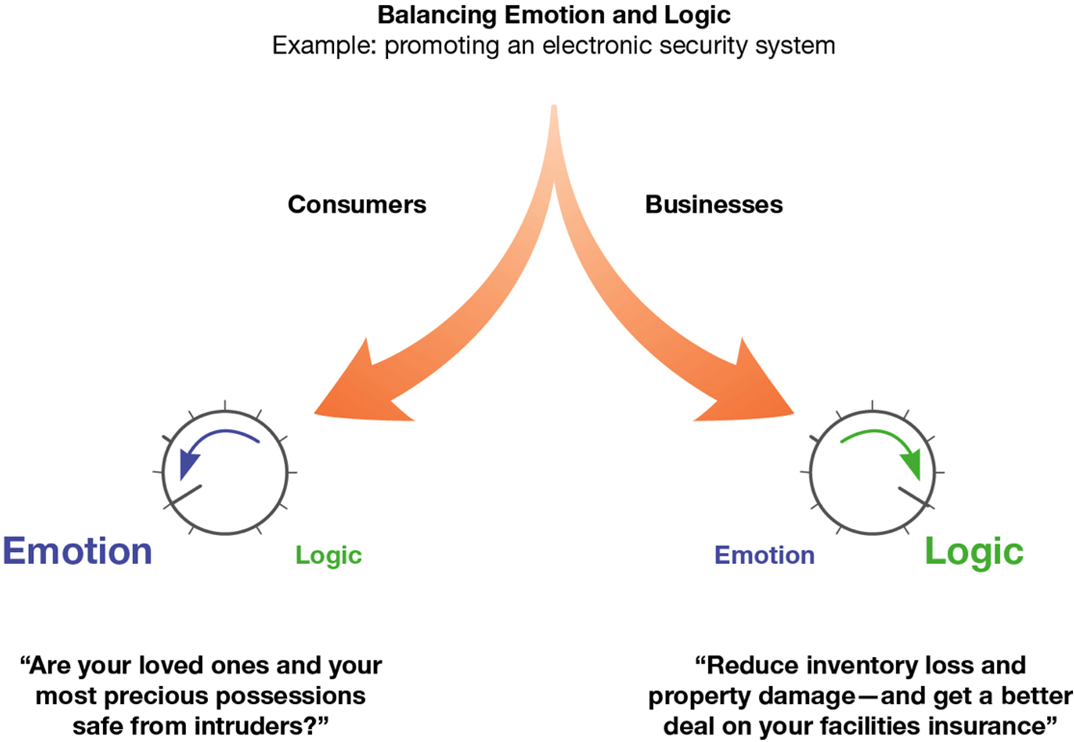 Balancing Emotion and Logic
Example: promoting an electronic security system
Consumers
Businesses
Emotion
Logic
Emotion
Logic
“Are your loved ones and your
most precious possessions
safe from intruders?”
“Reduce inventory loss and
property damage—and get a better
deal on your facilities insurance”